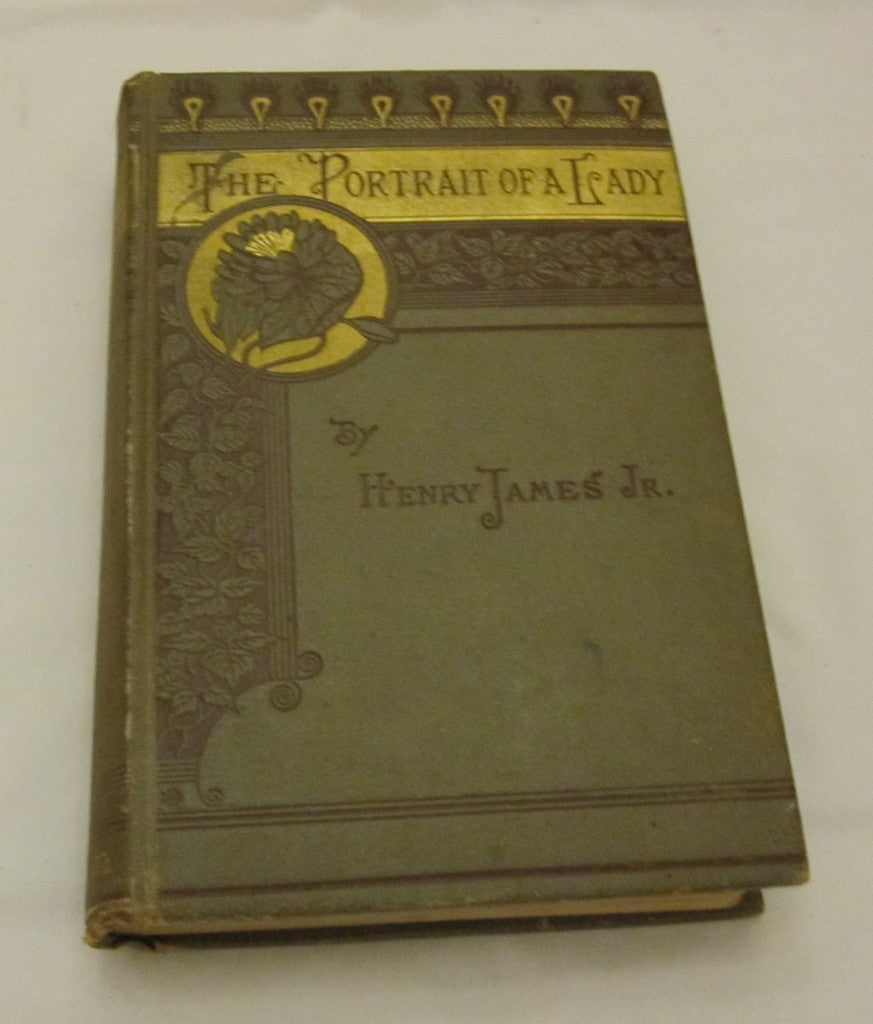 The Portrait of a Lady
By
Henry James Jr.